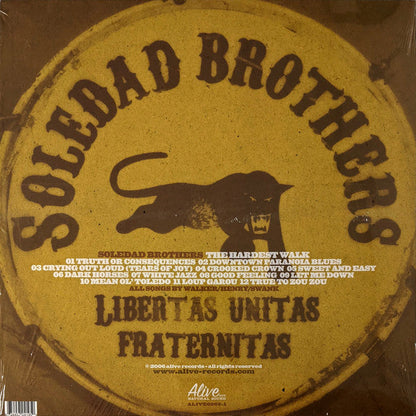 SOLEDAD BROTHERS
SOLEDAD BROTHERS THE HARDEST WALK
01 TRUTH OR CONSEQUENCES 02 DOWNTOWN PARANOIA BLUES
03 CRYING OUT LOUD (TEARS OF JOY) 04 CROOKED CROWN 05 SWEET AND EASY
06 DARK HORSES 07 WHITE JAZZ 08 GOOD FEELING 09 LET ME DOWN
10 MEAN OL' TOLEDO 11 LOUP GAROU 12 TRUE TO ZOU ZOU
ALL SONGS BY WALKER/HENRY/SWANK
LIBERTAS UNITAS
FRATERNITAS
© 2006 alive records • all rights reserved
www.alive-records.com
Alive
NATURAL SOUND